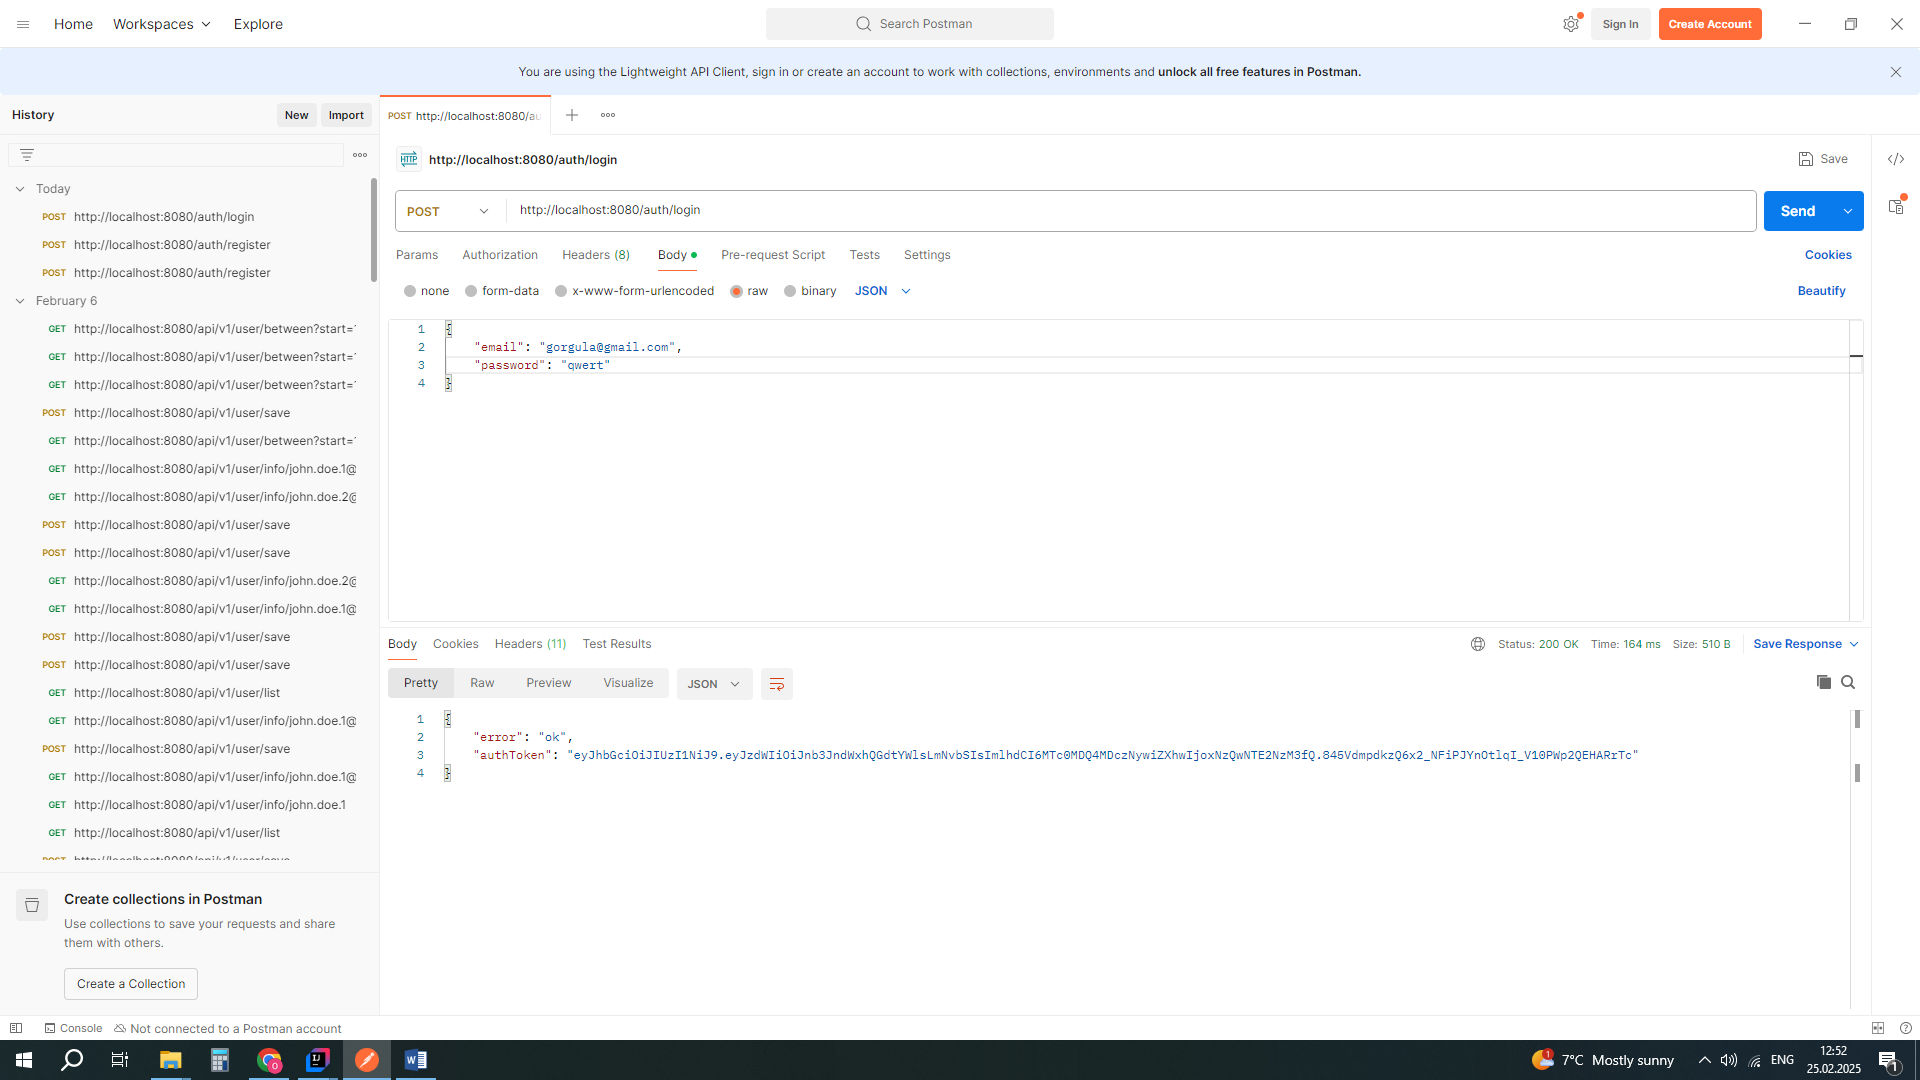 Home
Workspaces
Explore
Search Postman
Sign In
Create Account
You are using the Lightweight API Client, sign in or create an account to work with collections, environments and unlock all free features in Postman.
History
New
Import
POST http://localhost:8080/au
HTTP http://localhost:8080/auth/login
Save
Today
POST http://localhost:8080/auth/login
POST http://localhost:8080/auth/register
POST http://localhost:8080/auth/register
February 6
GET http://localhost:8080/api/v1/user/between?start=
GET http://localhost:8080/api/v1/user/between?start=
GET http://localhost:8080/api/v1/user/between?start=
POST http://localhost:8080/api/v1/user/save
GET http://localhost:8080/api/v1/user/between?start=
GET http://localhost:8080/api/v1/user/info/john.doe.1@
GET http://localhost:8080/api/v1/user/info/john.doe.2@
POST http://localhost:8080/api/v1/user/save
POST http://localhost:8080/api/v1/user/save
GET http://localhost:8080/api/v1/user/info/john.doe.2@
GET http://localhost:8080/api/v1/user/info/john.doe.1@
POST http://localhost:8080/api/v1/user/save
POST http://localhost:8080/api/v1/user/save
GET http://localhost:8080/api/v1/user/list
GET http://localhost:8080/api/v1/user/info/john.doe.1@
POST http://localhost:8080/api/v1/user/save
GET http://localhost:8080/api/v1/user/info/john.doe.1@
GET http://localhost:8080/api/v1/user/info/john.doe.1
GET http://localhost:8080/api/v1/user/list
POST http://localhost:8080/api/v1/user/save
Create collections in Postman
Use collections to save your requests and share
them with others.
Create a Collection
POST
http://localhost:8080/auth/login
Send
Params
Authorization
Headers (8)
Body
Pre-request Script
Tests
Settings
Cookies
none
form-data
x-www-form-urlencoded
raw
binary
JSON
Beautify
1 {
2 "email": "gorgula@gmail.com",
3 "password": "qwert"
4 }
Body
Cookies
Headers (11)
Test Results
Status: 200 OK
Time: 164 ms
Size: 510 B
Save Response
Pretty
Raw
Preview
Visualize
JSON
1 {
2 "error": "ok",
3 "authToken": "eyJhbGciOiJIUzI1NiJ9.eyJzdWIiOiJnb3JndWxhQGdtYWlsLmNvbSIsImlhdCI6MTc0MDQ4MDczNywiZXhwIjoxNzQwNTE2NzM3fQ.845VdmpdkzQ6x2_NFiPJYnOtlqI_V10PWp2QEHARrTc"
4 }
Console
Not connected to a Postman account
1
7°C Mostly sunny
ENG
12:52
25.02.2025
1